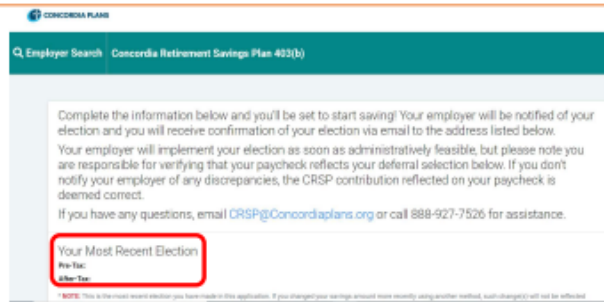 CONCORDIA PLANS
Employer Search Concordia Retirement Savings Plan 403(b)
Complete the information below and you'll be set to start saving! Your employer will be notified of your
election and you will receive confirmation of your election via email to the address listed below.
Your employer will implement your election as soon as administratively feasible, but please note you
are responsible for verifying that your paycheck reflects your deferral selection below. If you don't
notify your employer of any discrepancies, the CRSP contribution reflected on your paycheck is
deemed correct.
If you have any questions, email CRSP@Concordiaplans.org or call 888-927-7526 for assistance.
Your Most Recent Election
Pre-Tax:
After-Tax:
* NOTE: This is the most recent election you have made in this application. If you changed your savings amount more recently using another method, such change(s) will not be reflected